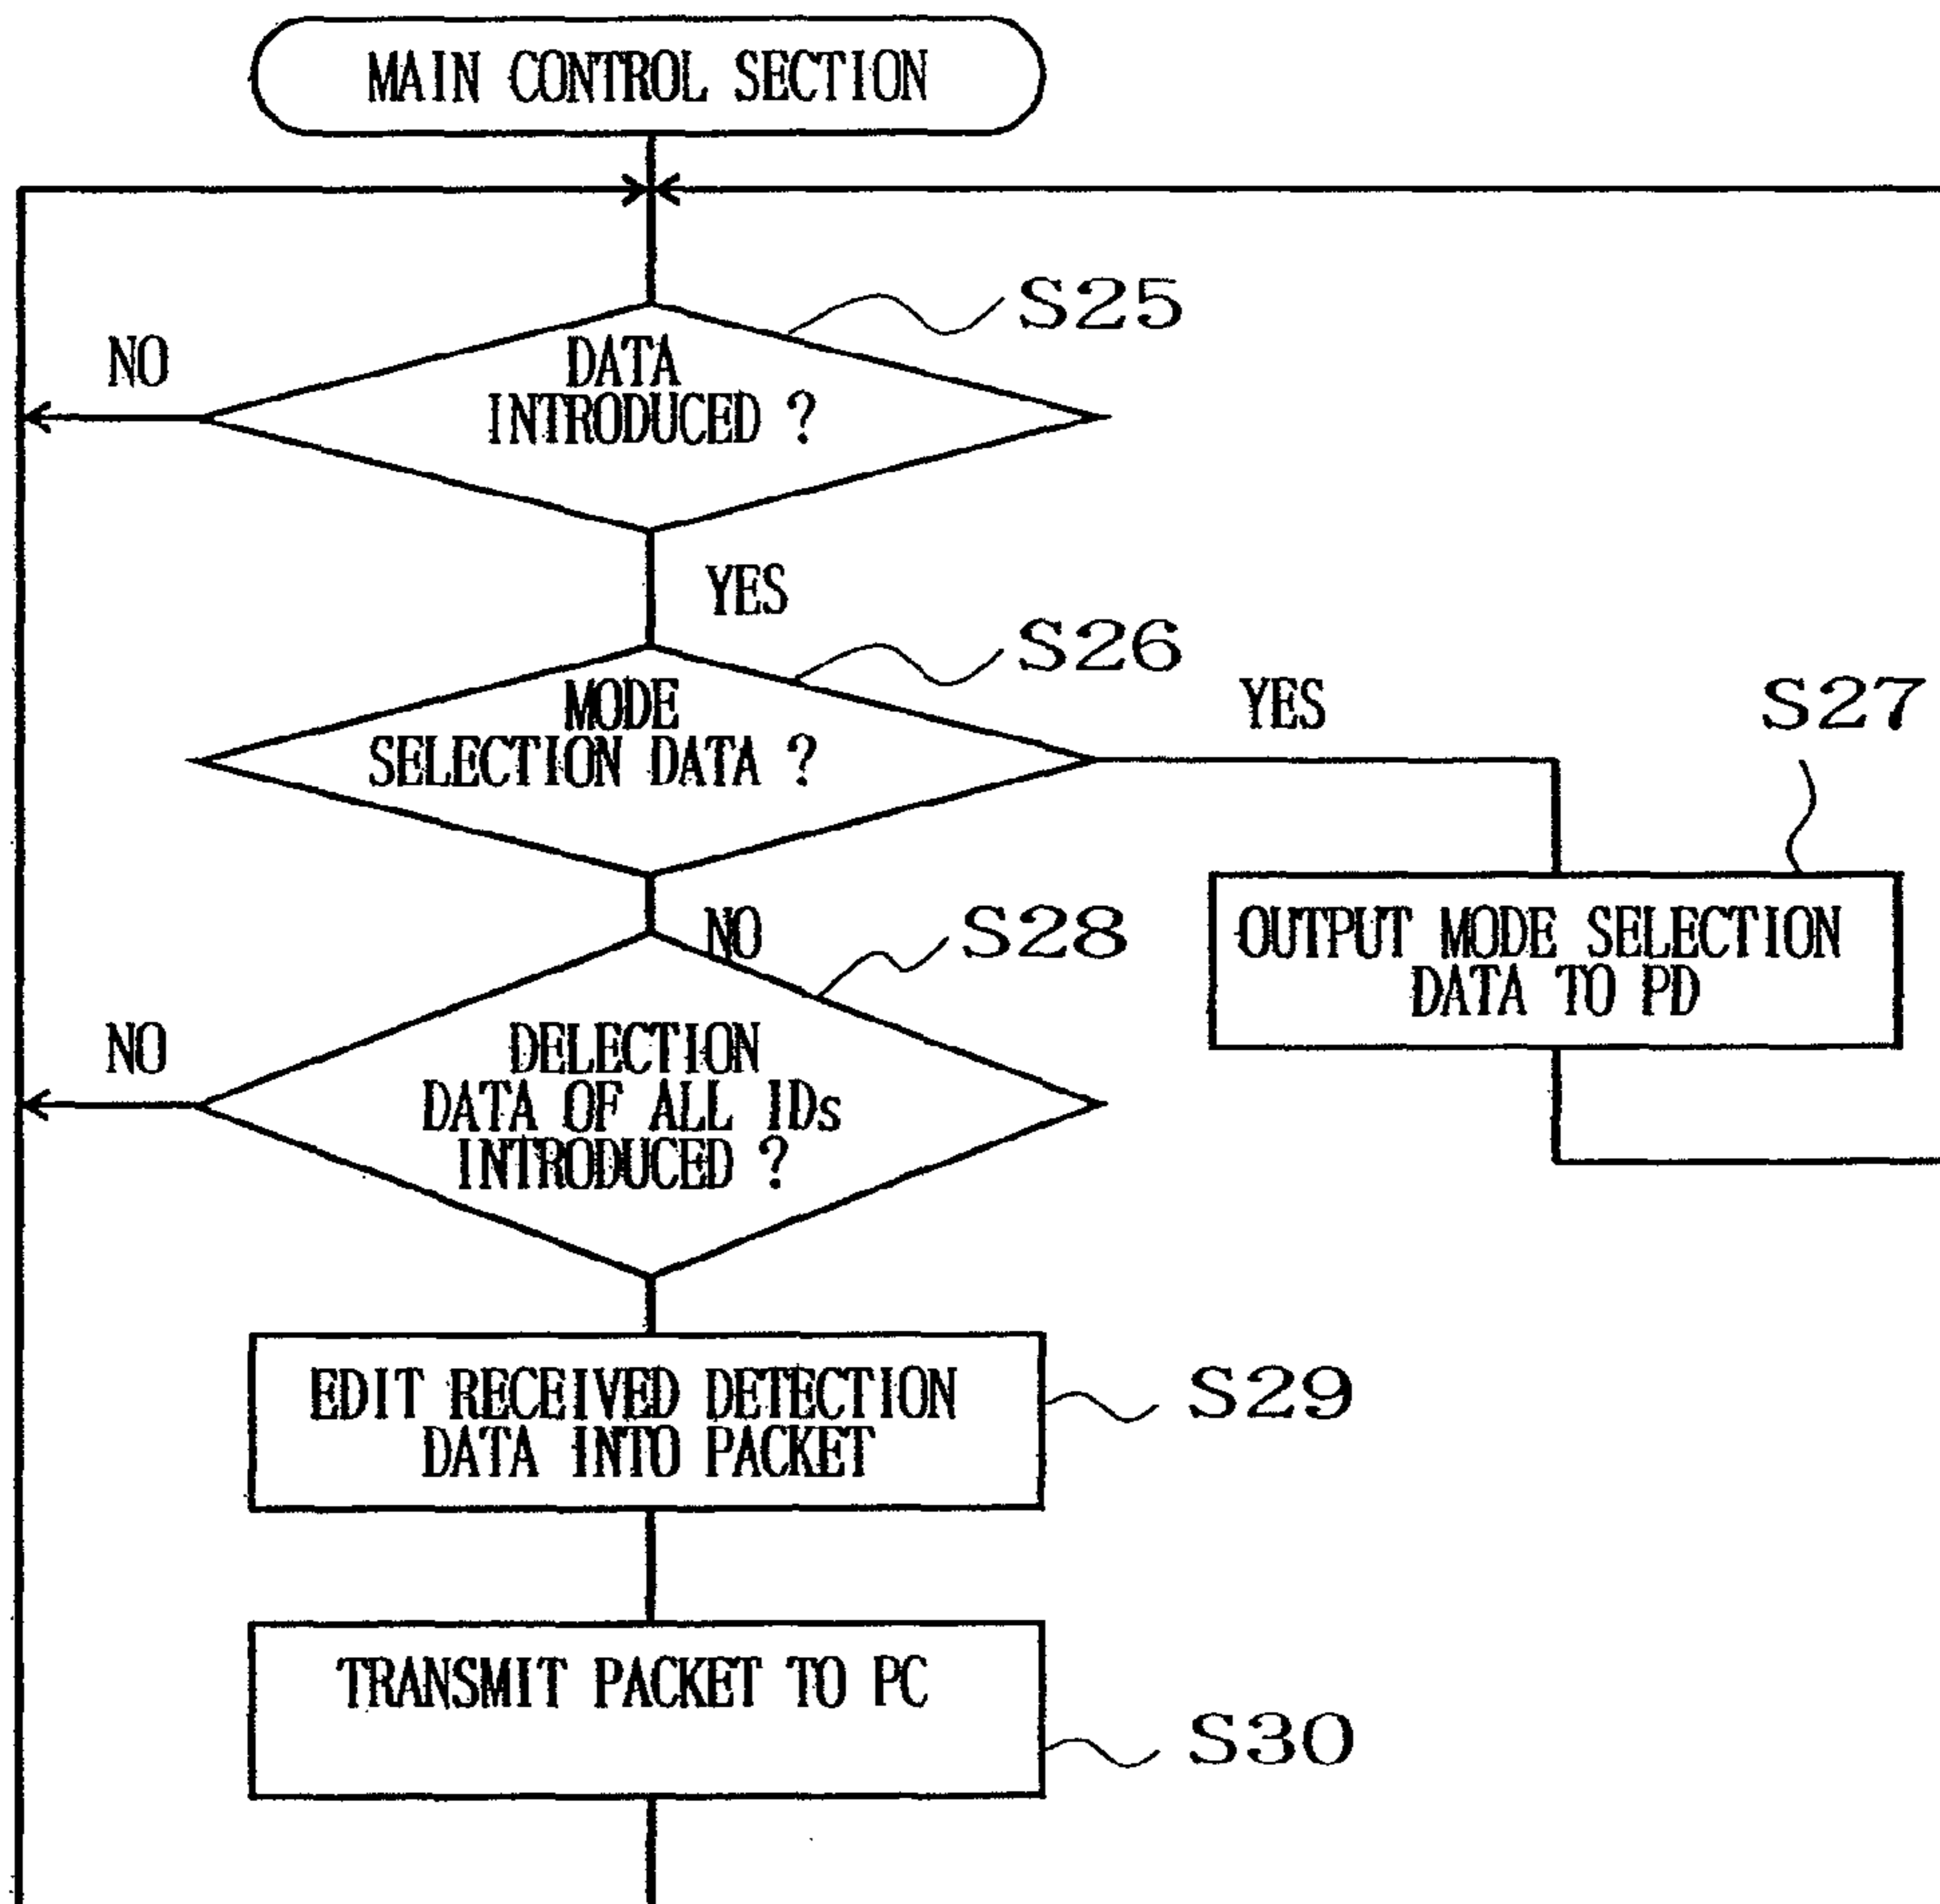 MAIN CONTROL SECTION
S25
NO
DATA
INTRODUCED ?
YES
S26
MODE
SELECTION DATA ?
YES
S27
NO
S28
OUTPUT MODE SELECTION
DATA TO PD
NO
DELECTION
DATA OF ALL IDs
INTRODUCED ?
EDIT RECEIVED DETECTION
DATA INTO PACKET
S29
TRANSMIT PACKET TO PC
S30